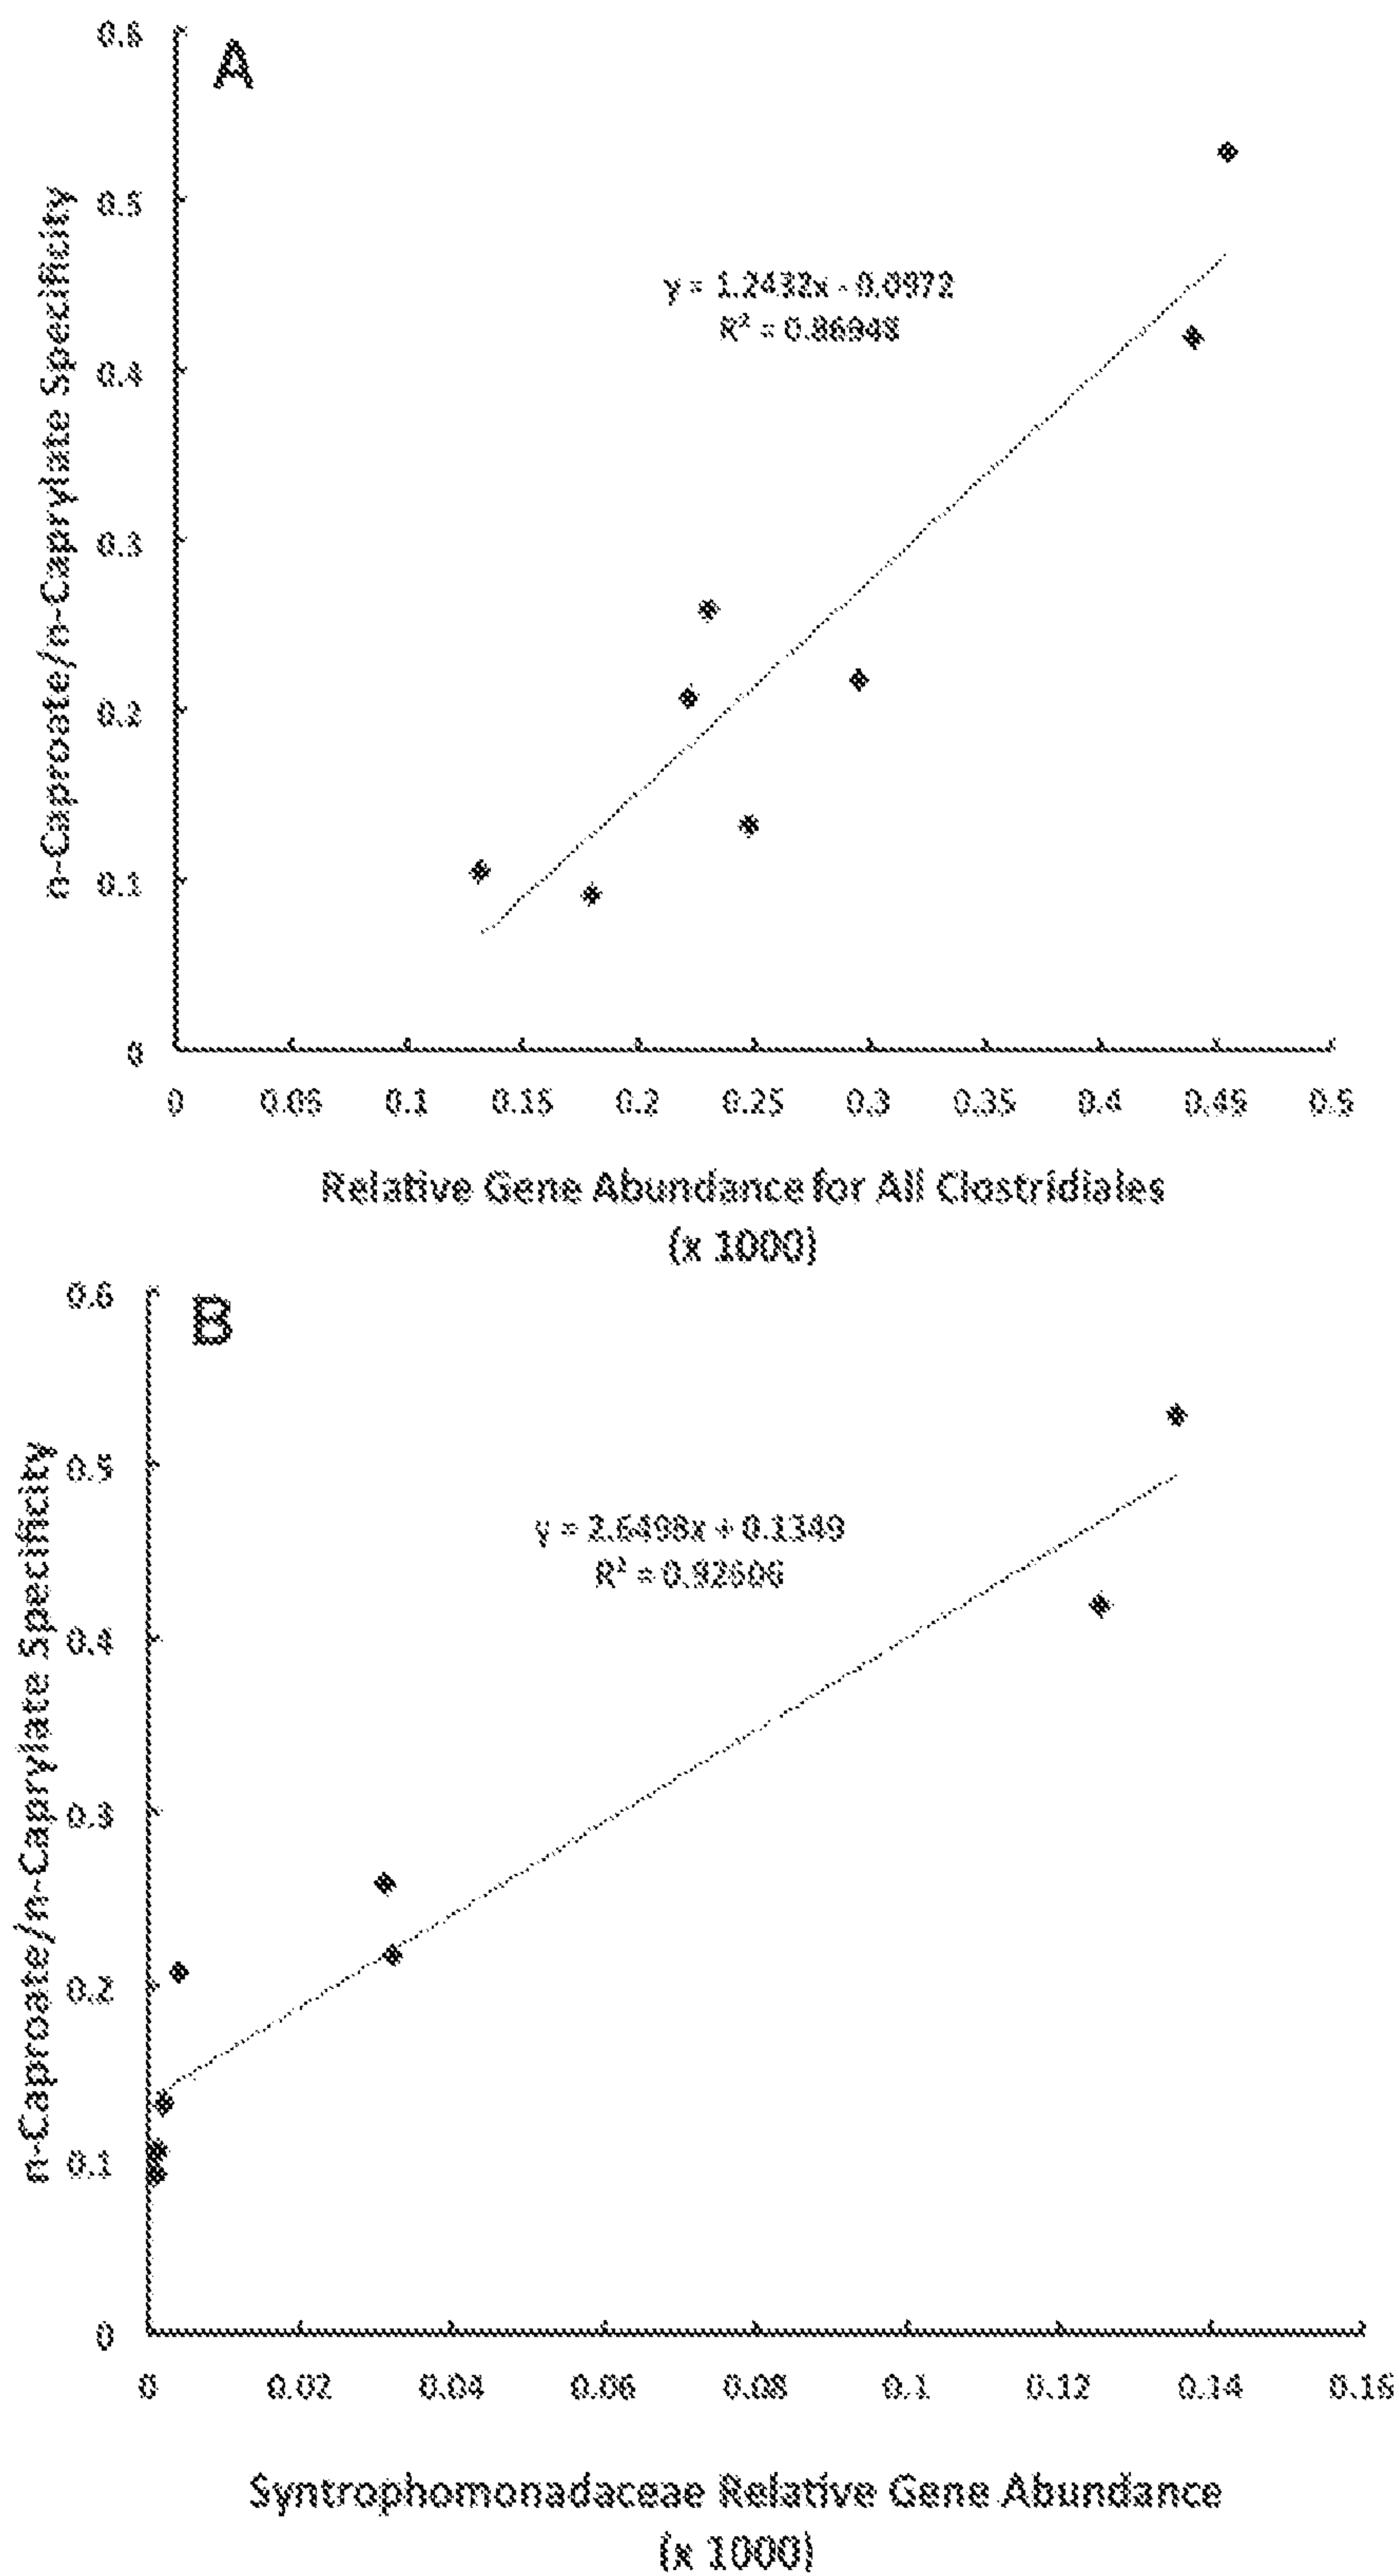 A
0.6
0.5
0.4
0.3
0.2
0.1
0
n-Caproate/n-Caprylate Specificity
y = 1.2432x - 0.0972
R² = 0.86948
0 0.05 0.1 0.15 0.2 0.25 0.3 0.35 0.4 0.45 0.5
Relative Gene Abundance for All Clostridiales
(x 1000)
B
0.6
0.5
0.4
0.3
0.2
0.1
0
n-Caproate/n-Caprylate Specificity
y = 2.6498x + 0.1349
R² = 0.92606
0 0.02 0.04 0.06 0.08 0.1 0.12 0.14 0.16
Syntrophomonadaceae Relative Gene Abundance
(x 1000)